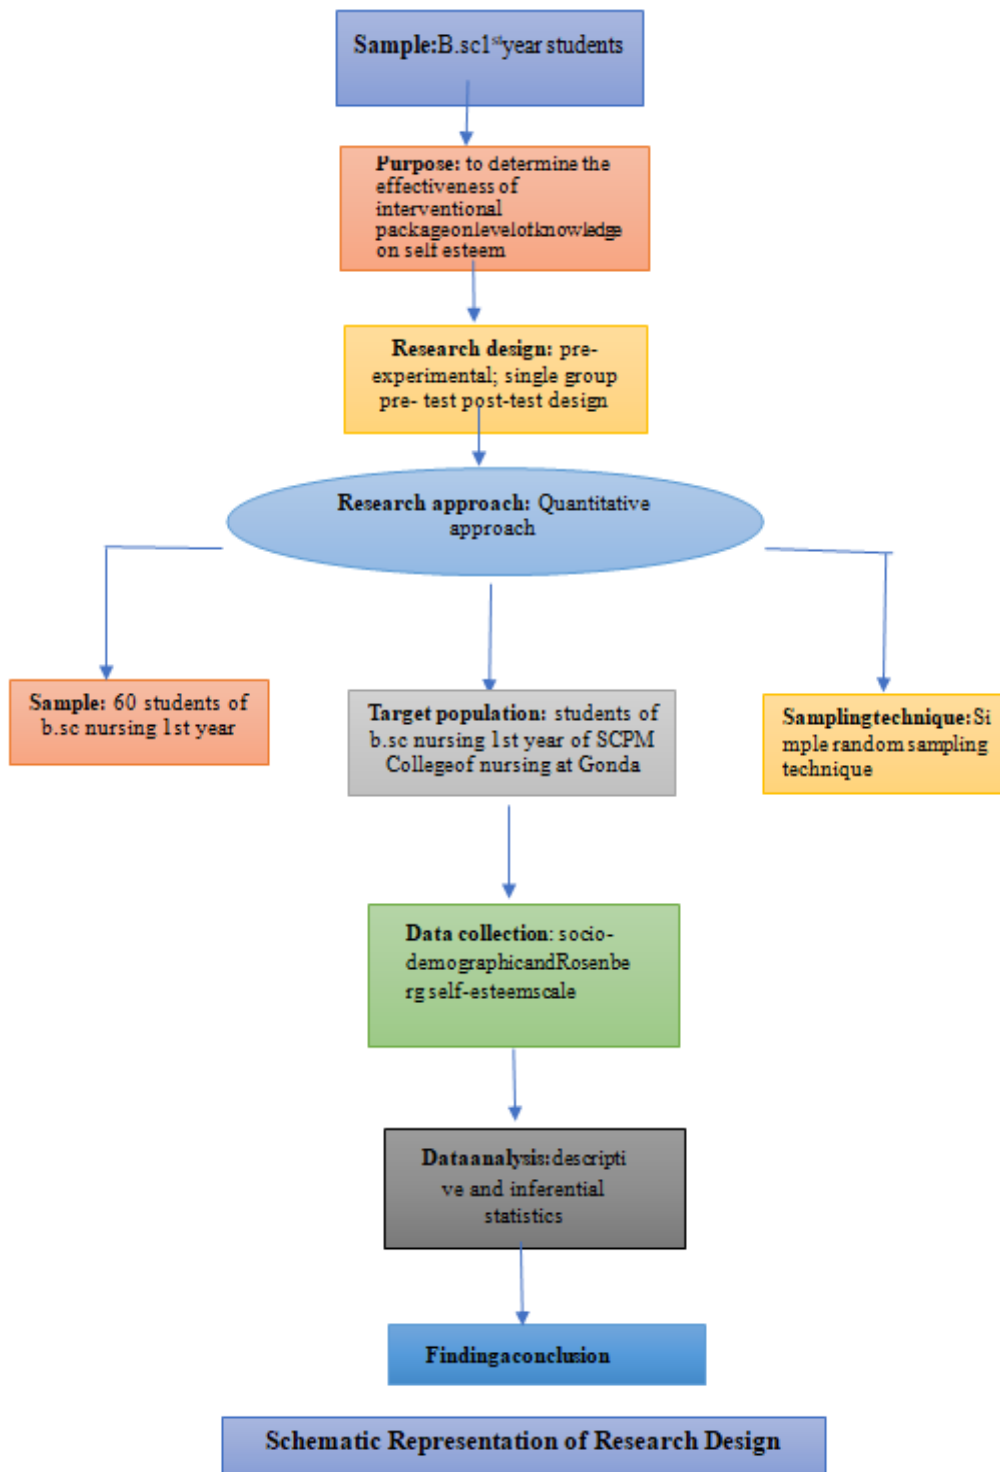 Sample:B.sc1styear students
Purpose: to determine the
effectiveness of
interventional
packageonlevelofknowledge
on self esteem
Research design: pre-
experimental; single group
pre- test post-test design
Research approach: Quantitative
approach
Sample: 60 students of
b.sc nursing 1st year
Target population: students of
b.sc nursing 1st year of SCPM
Collegeof nursing at Gonda
Samplingtechnique:Si
mple random sampling
technique
Data collection: socio-
demographicandRosenbe
rg self-esteemscale
Dataanalysis:descripti
ve and inferential
statistics
Findingaconclusion
Schematic Representation of Research Design